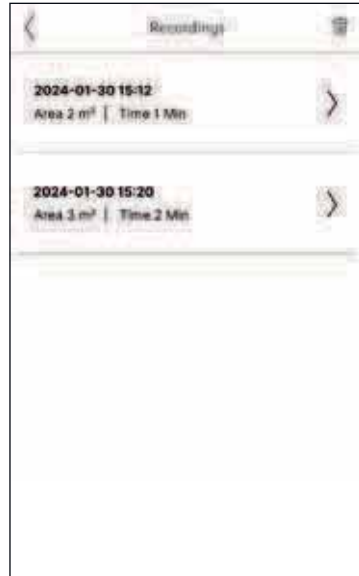 Recordings
2024-01-30 15:12
Area 2 m² | Time 1 Min
2024-01-30 15:20
Area 3 m² | Time 2 Min